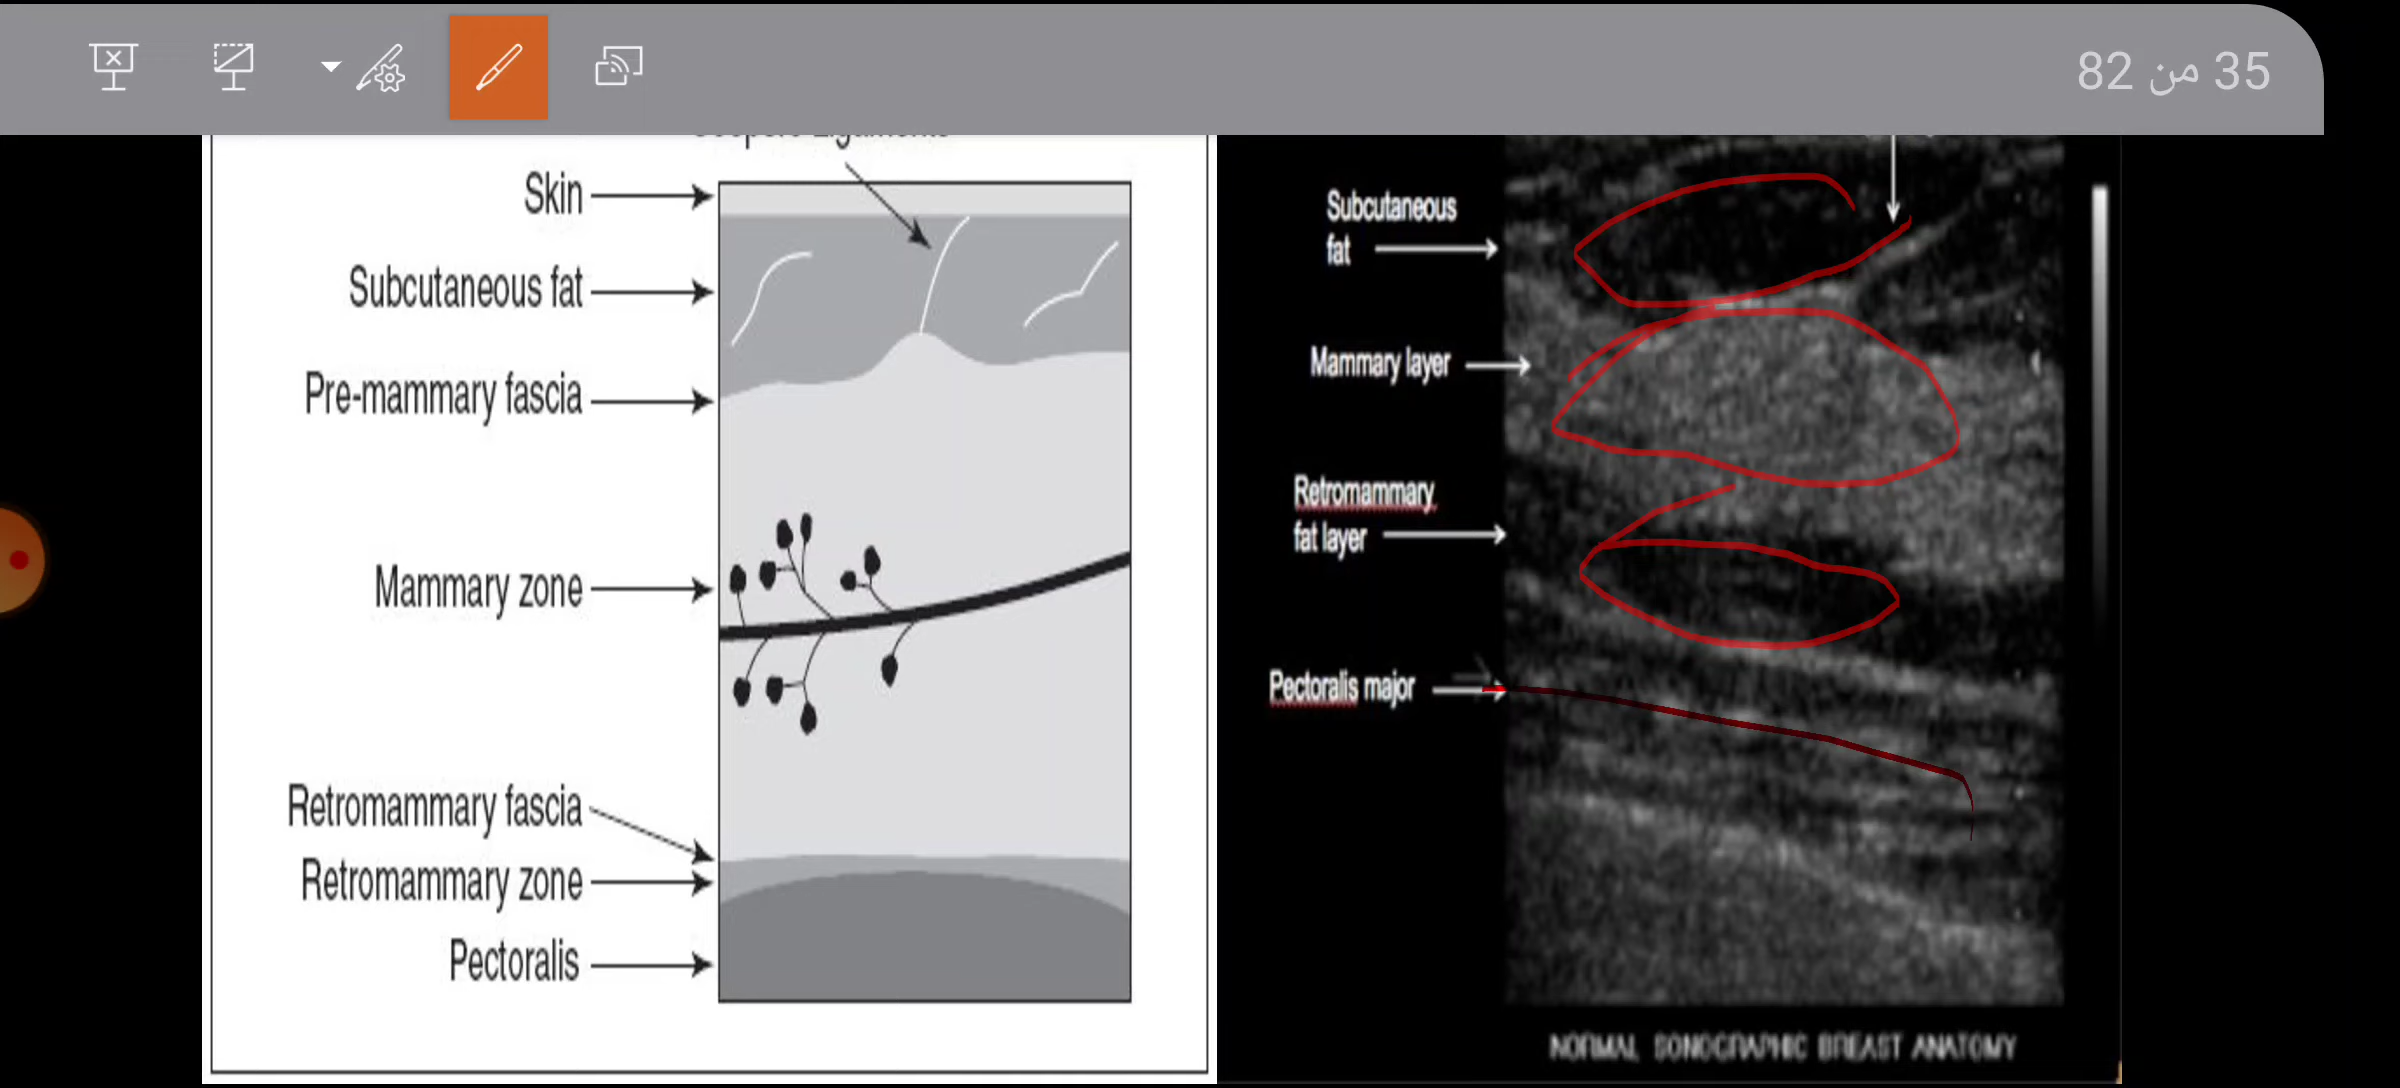 35 من 82
Skin
Subcutaneous fat
Pre-mammary fascia
Mammary zone
Retromammary fascia
Retromammary zone
Pectoralis
Subcutaneous
fat
Mammary layer
Retromammary
fat layer
Pectoralis major
NORMAL SONOGRAPHIC BREAST ANATOMY